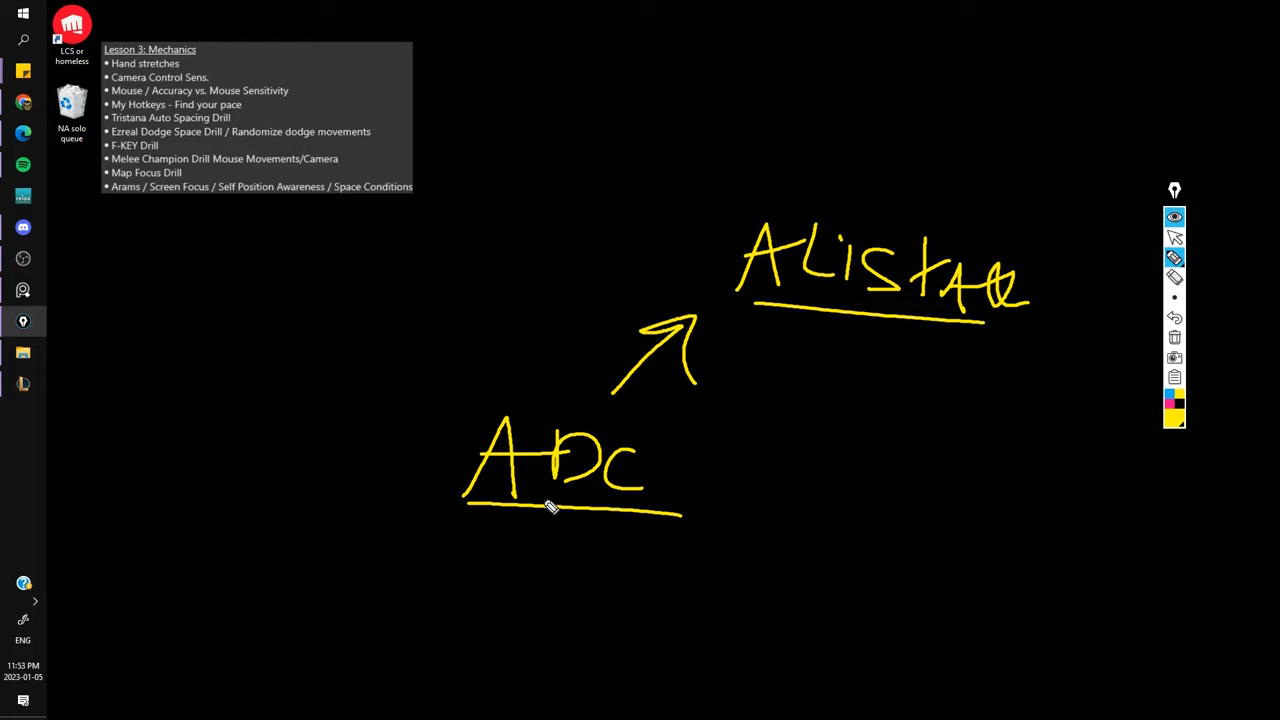 LCS or
homeless
NA solo
queue
Lesson 3: Mechanics
• Hand stretches
• Camera Control Sens.
• Mouse / Accuracy vs. Mouse Sensitivity
• My Hotkeys - Find your pace
• Tristana Auto Spacing Drill
• Ezreal Dodge Space Drill / Randomize dodge movements
• F-KEY Drill
• Melee Champion Drill Mouse Movements/Camera
• Map Focus Drill
• Arams / Screen Focus / Self Position Awareness / Space Conditions
relax
ALiStAR
ADC
ENG
11:53 PM
2023-01-05